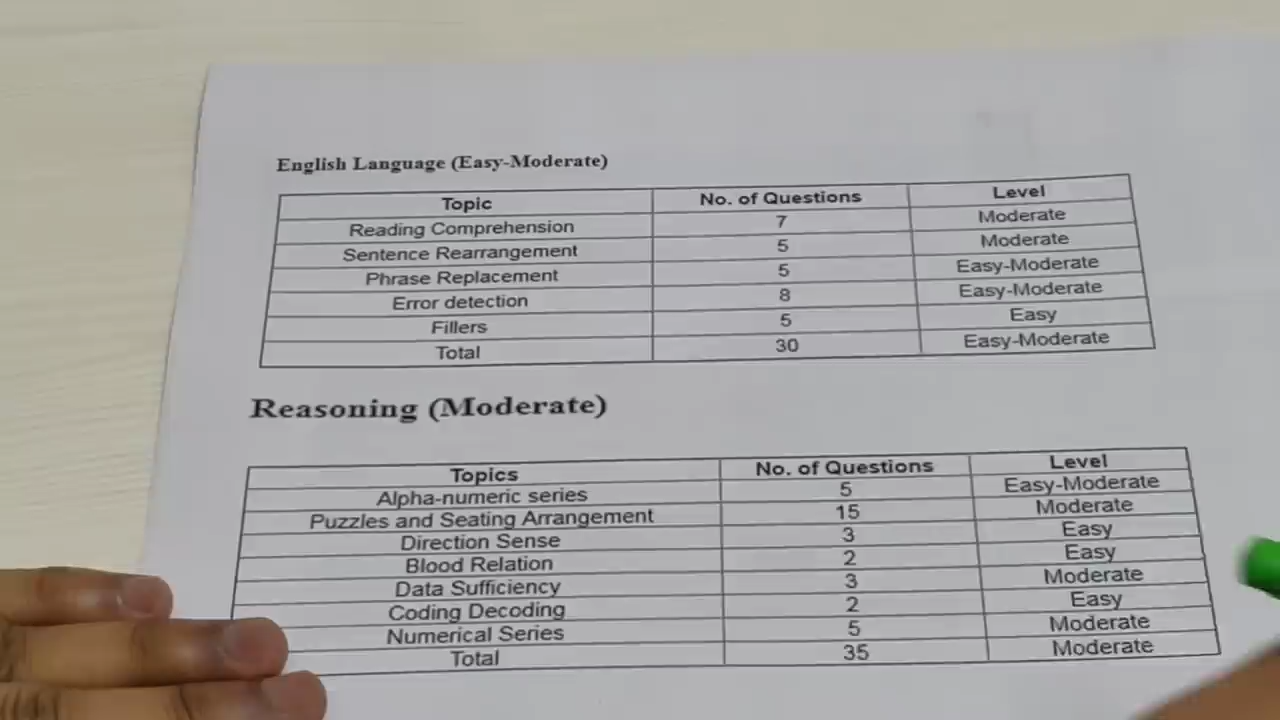 English Language (Easy-Moderate)
Topic No. of Questions Level
Reading Comprehension 7 Moderate
Sentence Rearrangement 5 Moderate
Phrase Replacement 5 Easy-Moderate
Error detection 8 Easy-Moderate
Fillers 5 Easy
Total 30 Easy-Moderate
Reasoning (Moderate)
Topics No. of Questions Level
Alpha-numeric series 5 Easy-Moderate
Puzzles and Seating Arrangement 15 Moderate
Direction Sense 3 Easy
Blood Relation 2 Easy
Data Sufficiency 3 Moderate
Coding Decoding 2 Easy
Numerical Series 5 Moderate
Total 35 Moderate